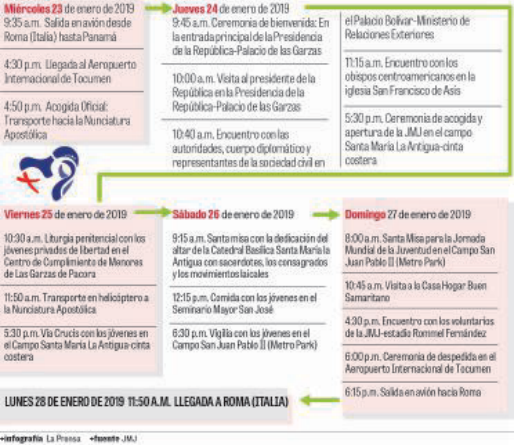 Miércoles 23 de enero de 2019
9:35 a.m. Salida en avión desde
Roma (Italia) hasta Panamá
4:30 p.m. Llegada al Aeropuerto
Internacional de Tocumen
4:50 p.m. Acogida Oficial:
Transporte hacia la Nunciatura
Apostólica
Jueves 24 de enero de 2019
9:45 a.m. Ceremonia de bienvenida: En
la entrada principal de la Presidencia
de la República-Palacio de las Garzas
10:00 a.m. Visita al presidente de la
República en la Presidencia de la
República-Palacio de las Garzas
10:40 a.m. Encuentro con las
autoridades, cuerpo diplomático y
representantes de la sociedad civil en
el Palacio Bolívar-Ministerio de
Relaciones Exteriores
11:15 a.m. Encuentro con los
obispos centroamericanos en la
iglesia San Francisco de Asís
5:30 p.m. Ceremonia de acogida y
apertura de la JMJ en el campo
Santa María La Antigua-cinta
costera
Viernes 25 de enero de 2019
10:30 a.m. Liturgia penitencial con los
jóvenes privados de libertad en el
Centro de Cumplimiento de Menores
de Las Garzas de Pacora
11:50 a.m. Transporte en helicóptero a
la Nunciatura Apostólica
5:30 p.m. Vía Crucis con los jóvenes en
el Campo Santa María La Antigua-cinta
costera
Sábado 26 de enero de 2019
9:15 a.m. Santa misa con la dedicación del
altar de la Catedral Basílica Santa María la
Antigua con sacerdotes, los consagrados
y los movimientos laicales
12:15 p.m. Comida con los jóvenes en el
Seminario Mayor San José
6:30 p.m. Vigilia con los jóvenes en el
Campo San Juan Pablo II (Metro Park)
Domingo 27 de enero de 2019
8:00 a.m. Santa Misa para la Jornada
Mundial de la Juventud en el Campo San
Juan Pablo II (Metro Park)
10:45 a.m. Visita a la Casa Hogar Buen
Samaritano
4:30 p.m. Encuentro con los voluntarios
de la JMJ-estadio Rommel Fernández
6:00 p.m. Ceremonia de despedida en el
Aeropuerto Internacional de Tocumen
6:15 p.m. Salida en avión hacia Roma
LUNES 28 DE ENERO DE 2019 11:50 A.M. LLEGADA A ROMA (ITALIA)
+infografía La Prensa +fuente JMJ